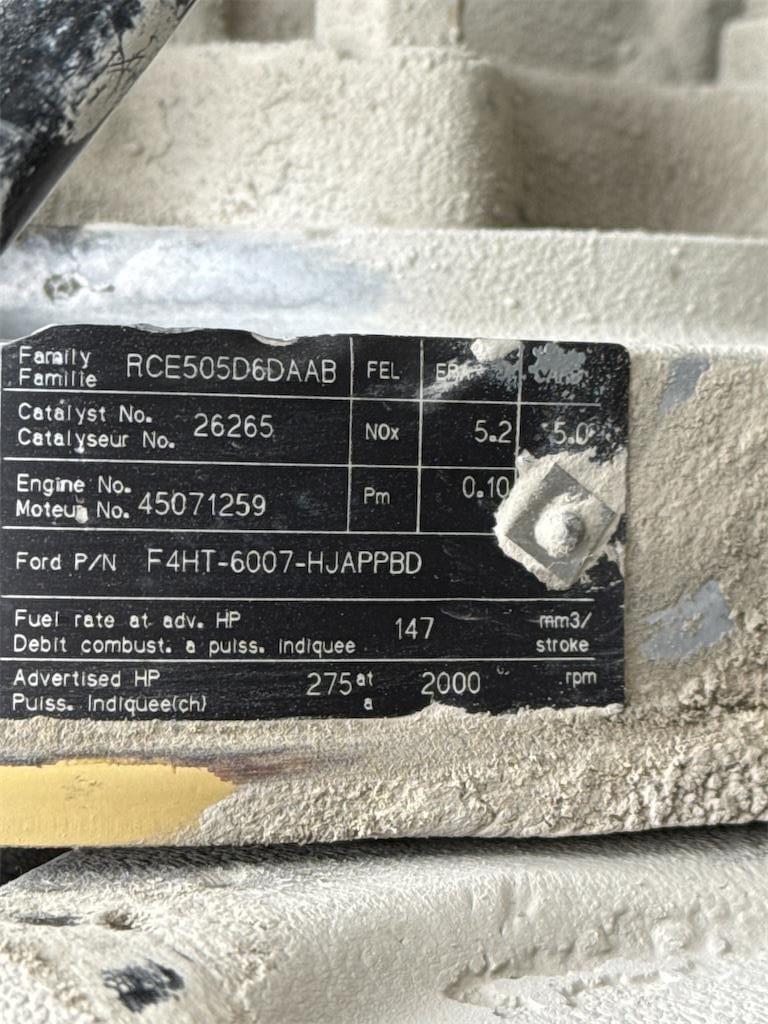 Family
Familie RCE505D6DAAB FEL
Catalyst No.
Catalyseur No. 26265 NOx 5.2 5.0
Engine No.
Moteur No. 45071259 Pm 0.10
Ford P/N F4HT-6007-HJAPPBD
Fuel rate at adv. HP
Debit combust. a puiss. indiquee 147 mm3/
stroke
Advertised HP
Puiss. Indiquee(ch) 275 at
a 2000 rpm